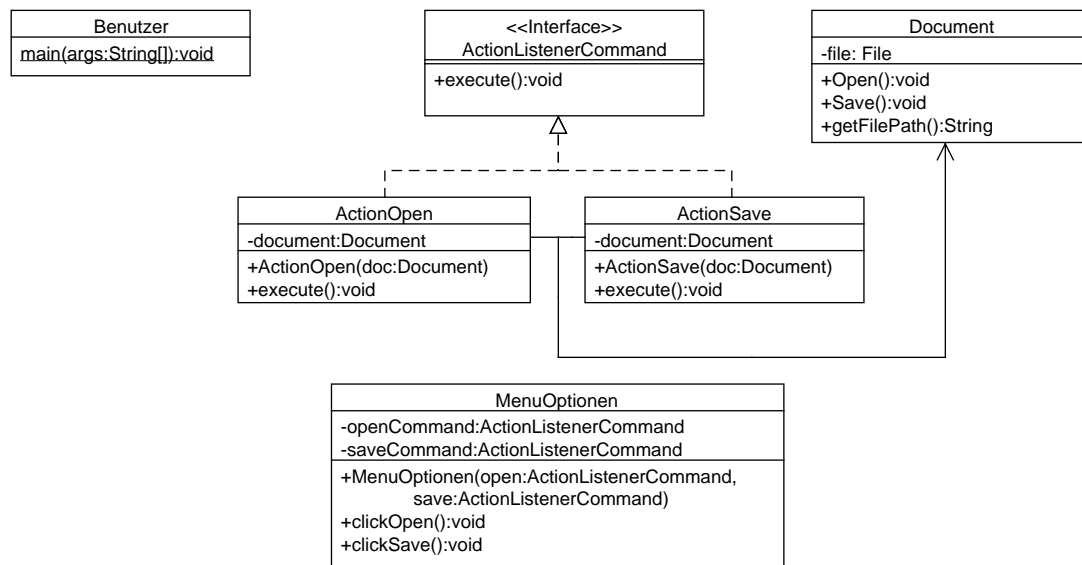 Benutzer
main(args:String[]):void
<<Interface>>
ActionListenerCommand
+execute():void
Document
-file: File
+Open():void
+Save():void
+getFilePath():String
ActionOpen
-document:Document
+ActionOpen(doc:Document)
+execute():void
ActionSave
-document:Document
+ActionSave(doc:Document)
+execute():void
MenuOptionen
-openCommand:ActionListenerCommand
-saveCommand:ActionListenerCommand
+MenuOptionen(open:ActionListenerCommand,
save:ActionListenerCommand)
+clickOpen():void
+clickSave():void